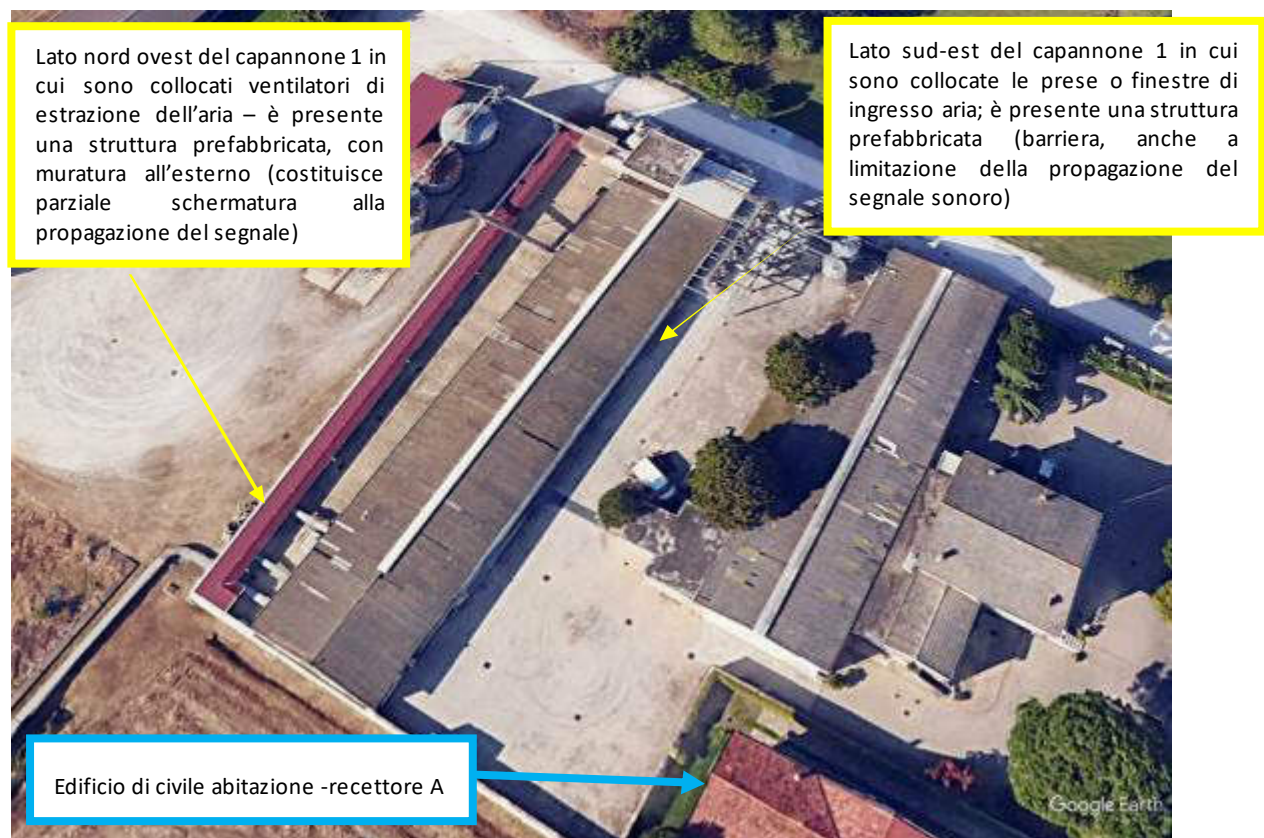 Lato nord ovest del capannone 1 in
cui sono collocati ventilatori di
estrazione dell’aria – è presente
una struttura prefabbricata, con
muratura all’esterno (costituisce
parziale schermatura alla
propagazione del segnale)
Lato sud-est del capannone 1 in cui
sono collocate le prese o finestre di
ingresso aria; è presente una struttura
prefabbricata (barriera, anche a
limitazione della propagazione del
segnale sonoro)
Edificio di civile abitazione -recettore A
Google Earth